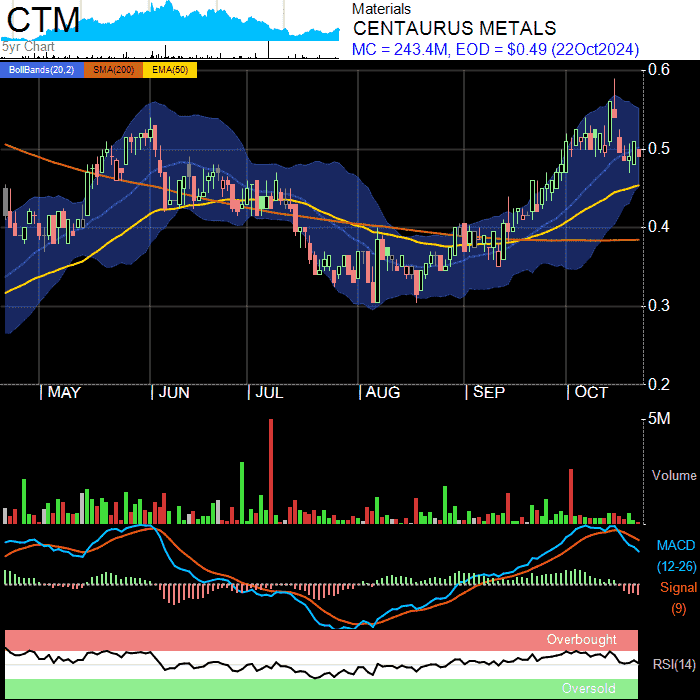 CTM
5yr Chart
Materials
CENTAURUS METALS
MC = 243.4M, EOD = $0.49 (22Oct2024)
BollBands(20,2) SMA(200) EMA(50)
0.6
0.5
0.4
0.3
0.2
MAY JUN JUL AUG SEP OCT
5M
Volume
MACD
(12-26)
Signal
(9)
Overbought
RSI(14)
Oversold